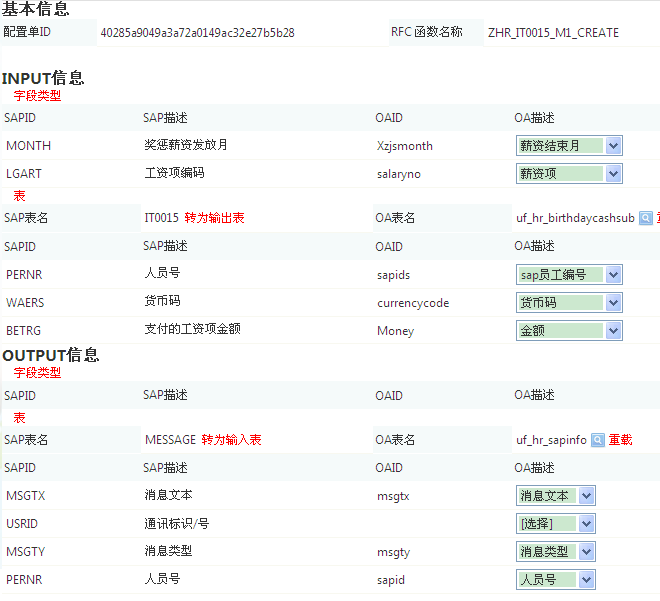 基本信息
配置单ID 40285a9049a3a72a0149ac32e27b5b28 RFC 函数名称 ZHR_IT0015_M1_CREATE
INPUT信息
字段类型
SAPID SAP描述 OAID OA描述
MONTH 奖惩薪资发放月 Xzjsmonth 薪资结束月
LGART 工资项编码 salaryno 薪资项
表
SAP表名 IT0015 转为输出表 OA表名 uf_hr_birthdaycashsub
SAPID SAP描述 OAID OA描述
PERNR 人员号 sapids sap员工编号
WAERS 货币码 currencycode 货币码
BETRG 支付的工资项金额 Money 金额
OUTPUT信息
字段类型
SAPID SAP描述 OAID OA描述
表
SAP表名 MESSAGE 转为输入表 OA表名 uf_hr_sapinfo 重载
SAPID SAP描述 OAID OA描述
MSGTX 消息文本 msgtx 消息文本
USRID 通讯标识/号 [选择]
MSGTY 消息类型 msgty 消息类型
PERNR 人员号 sapid 人员号